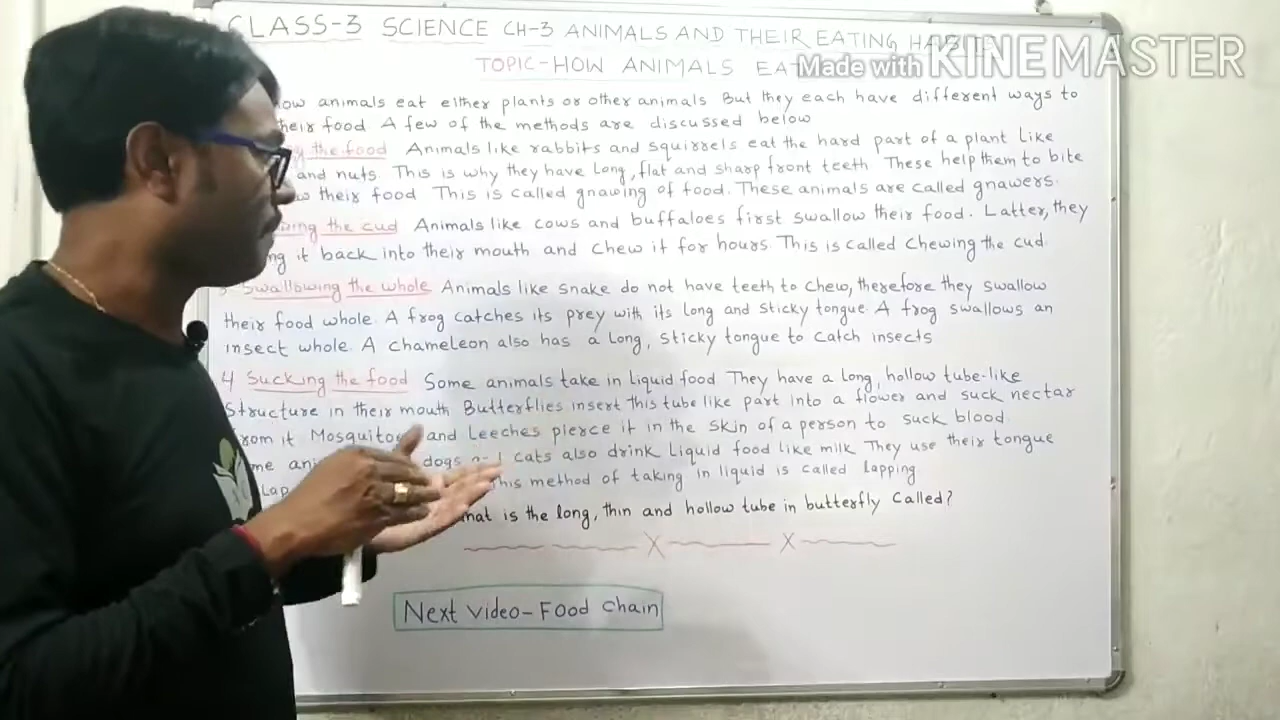 CLASS-3 SCIENCE CH-3 ANIMALS AND THEIR EATING
TOPIC-HOW ANIMALS EAT
Made with KINEMASTER
animals eat either plants or other animals But they each have different ways to
their food A few of the methods are discussed below
the food Animals like rabbits and squirrels eat the hard part of a plant like
and nuts. This is why they have long, flat and sharp front teeth These help them to bite
their food This is called gnawing of food. These animals are called gnawers.
the cud Animals like cows and buffaloes first swallow their food. Latter, they
it back into their mouth and chew it for hours. This is called chewing the cud
Swallowing the whole Animals like snake do not have teeth to chew, therefore they swallow
their food whole. A frog catches its prey with its long and sticky tongue. A frog swallows an
insect whole. A chameleon also has a long, sticky tongue to catch insects
4 Sucking the food Some animals take in liquid food They have a long, hollow tube-like
structure in their mouth Butterflies insert this tube like part into a flower and suck nectar
from it. and Leeches pierce it in the skin of a person to suck blood.
dogs cats also drink liquid food like milk They use their tongue
This method of taking in liquid is called lapping
is the long, thin and hollow tube in butterfly called?
X X
Next video-Food chain